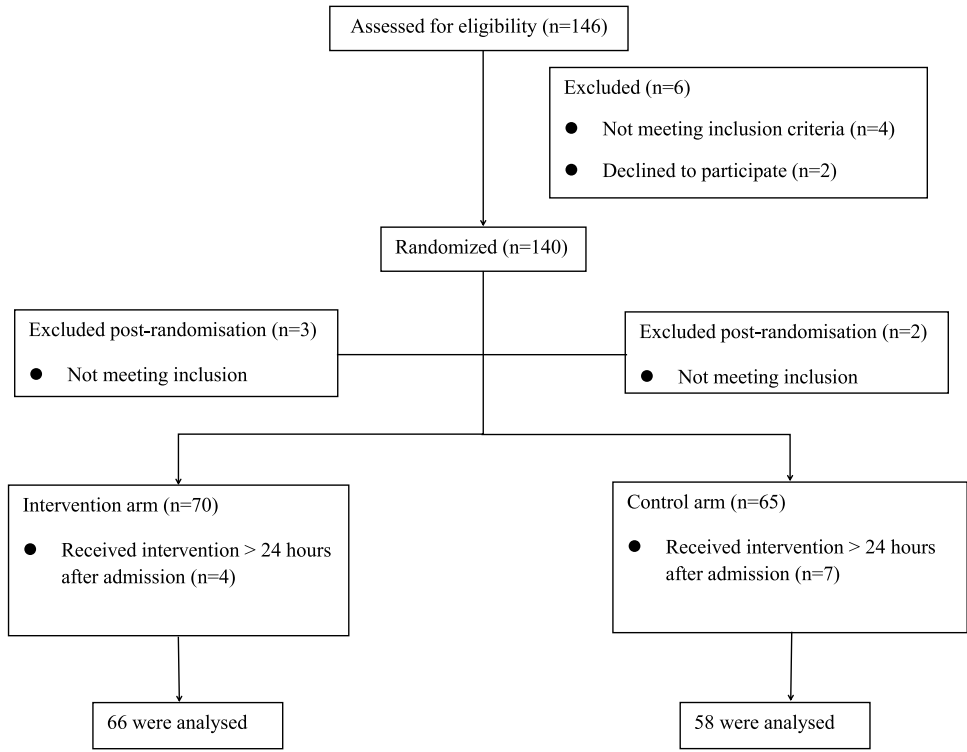 Assessed for eligibility (n=146)
Excluded (n=6)
● Not meeting inclusion criteria (n=4)
● Declined to participate (n=2)
Randomized (n=140)
Excluded post-randomisation (n=3)
● Not meeting inclusion
Excluded post-randomisation (n=2)
● Not meeting inclusion
Intervention arm (n=70)
● Received intervention > 24 hours
after admission (n=4)
Control arm (n=65)
● Received intervention > 24 hours
after admission (n=7)
66 were analysed
58 were analysed